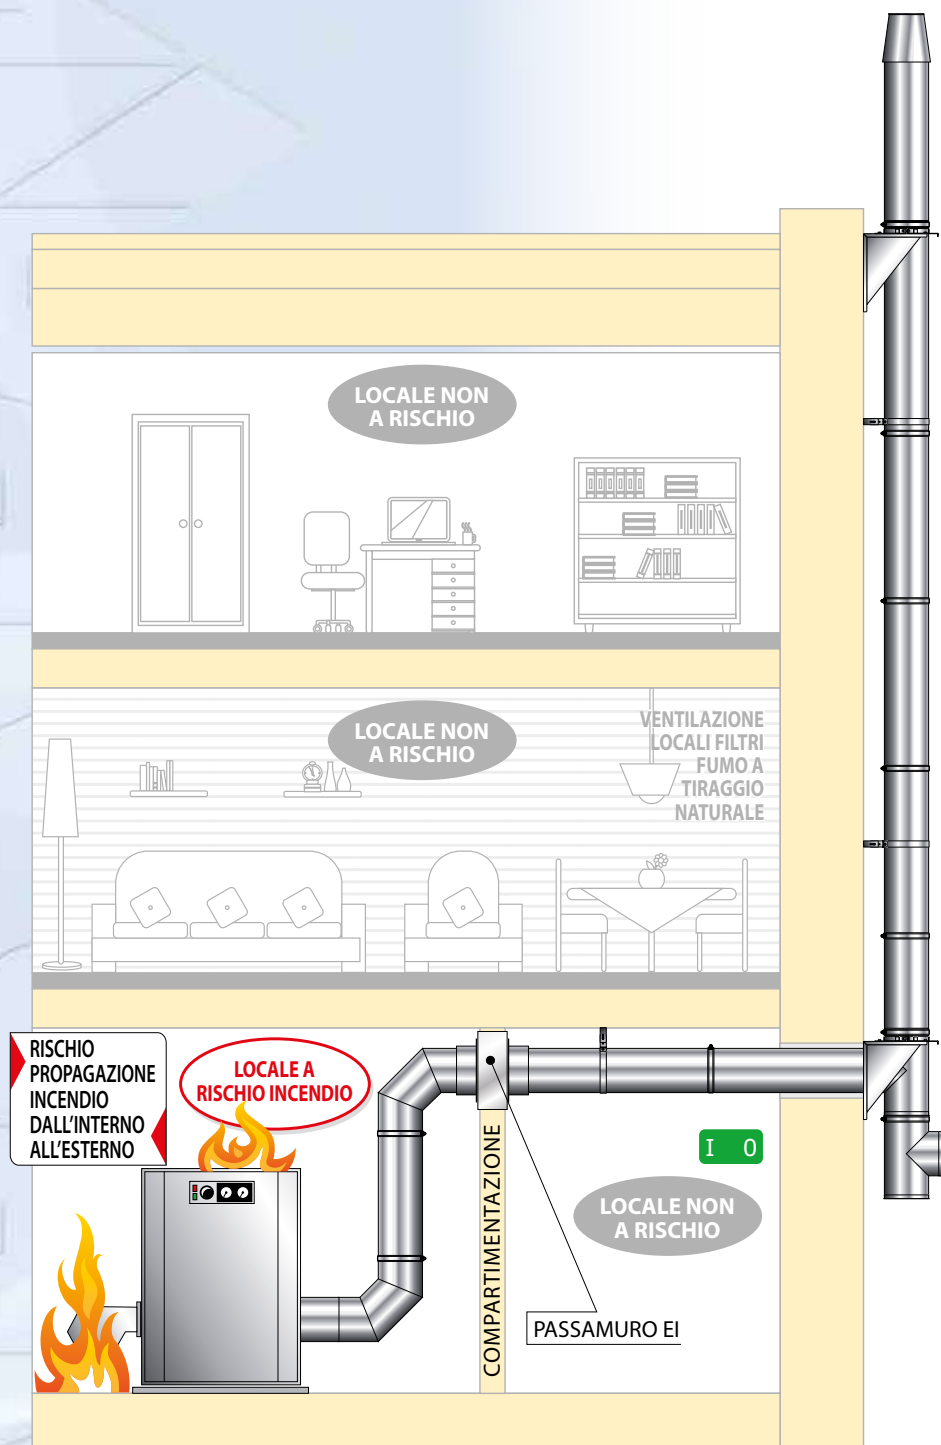 LOCALE NON
A RISCHIO
LOCALE NON
A RISCHIO
VENTILAZIONE
LOCALI FILTRI
FUMO A
TIRAGGIO
NATURALE
RISCHIO
PROPAGAZIONE
INCENDIO
DALL'INTERNO
ALL'ESTERNO
LOCALE A
RISCHIO INCENDIO
COMPARTIMENTAZIONE
I O
LOCALE NON
A RISCHIO
PASSAMURO EI